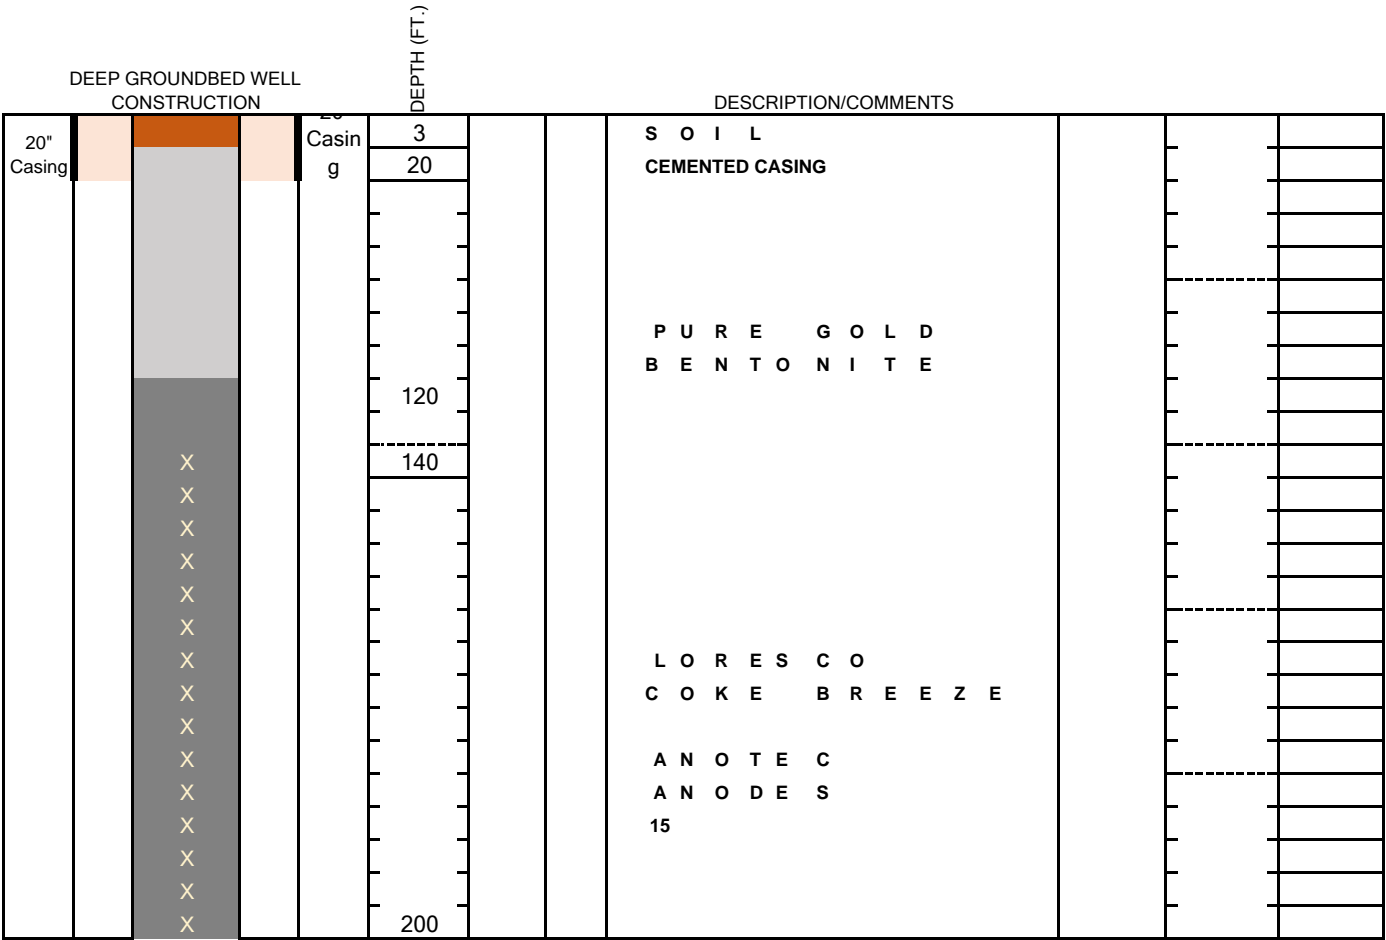 DEPTH (FT.)
DEEP GROUNDBED WELL
CONSTRUCTION
DESCRIPTION/COMMENTS
20"
Casing
Casin
g
3
SOIL
20
CEMENTED CASING
PURE GOLD
BENTONITE
120
X
140
X
X
X
X
X
X
LORESCO
X
COKE BREEZE
X
X
ANOTEC
X
ANODES
X
15
X
X
X
200